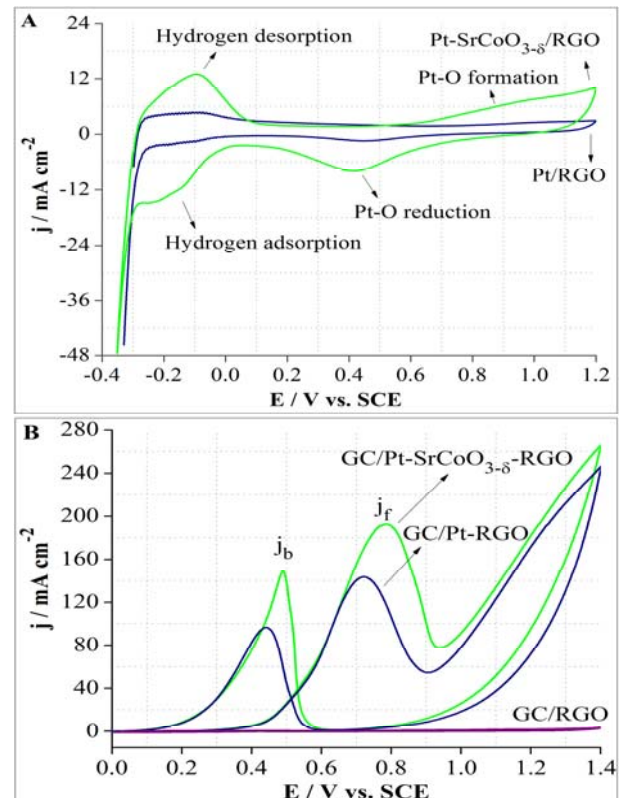 A
24
12
0
-12
-24
-36
-48
j / mA cm-2
Hydrogen desorption
Pt-SrCoO3-δ/RGO
Pt-O formation
Pt/RGO
Pt-O reduction
Hydrogen adsorption
-0.4 -0.2 0.0 0.2 0.4 0.6 0.8 1.0 1.2
E / V vs. SCE
B
280
240
200
160
120
80
40
0
j / mA cm-2
GC/Pt-SrCoO3-δ-RGO
jf
GC/Pt-RGO
jb
GC/RGO
0.0 0.2 0.4 0.6 0.8 1.0 1.2 1.4
E / V vs. SCE